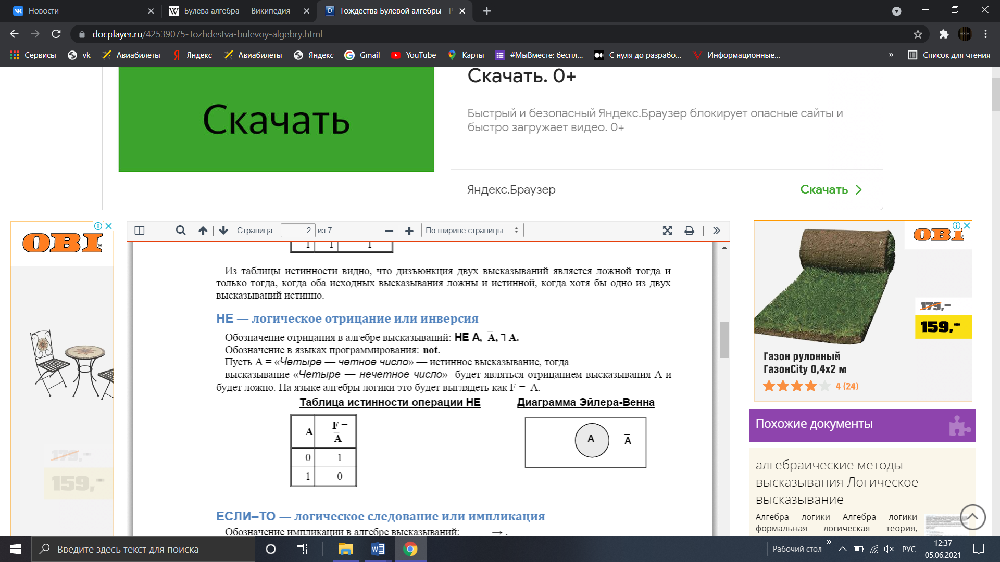 Новости
Булева алгебра — Википедия
Тождества Булевой алгебры - P
docplayer.ru/42539075-Tozhdestva-bulevoy-algebry.html
Сервисы vk Авиабилеты Яндекс Авиабилеты Яндекс Gmail YouTube Карты #МыВместе: беспл... С нуля до разрабо... Информационные... » Список для чтения
Скачать
Скачать. 0+
Быстрый и безопасный Яндекс.Браузер блокирует опасные сайты и
быстро загружает видео. 0+
Яндекс.Браузер Скачать
OBI
179,-
159,-
Страница: 2 из 7 По ширине страницы
1 1 1
Из таблицы истинности видно, что дизъюнкция двух высказываний является ложной тогда и
только тогда, когда оба исходных высказывания ложны и истинной, когда хотя бы одно из двух
высказываний истинно.
НЕ — логическое отрицание или инверсия
Обозначение отрицания в алгебре высказываний: НЕ А, A̅, ˥ А.
Обозначение в языках программирования: not.
Пусть А = «Четыре — четное число» — истинное высказывание, тогда
высказывание «Четыре — нечетное число» будет являться отрицанием высказывания А и
будет ложно. На языке алгебры логики это будет выглядеть как F = A̅.
Таблица истинности операции НЕ Диаграмма Эйлера-Венна
A F =
A̅
0 1
1 0
A A̅
ЕСЛИ–ТО — логическое следование или импликация
Обозначение импликации в алгебре высказываний: → .
OBI
179,-
159,-
Газон рулонный
ГазонCity 0,4х2 м
4 (24)
Похожие документы
алгебраические методы
высказывания Логическое
высказывание
Алгебра логики Алгебра логики
формальная логическая теория,
Введите здесь текст для поиска
Рабочий стол » РУС 12:37
05.06.2021